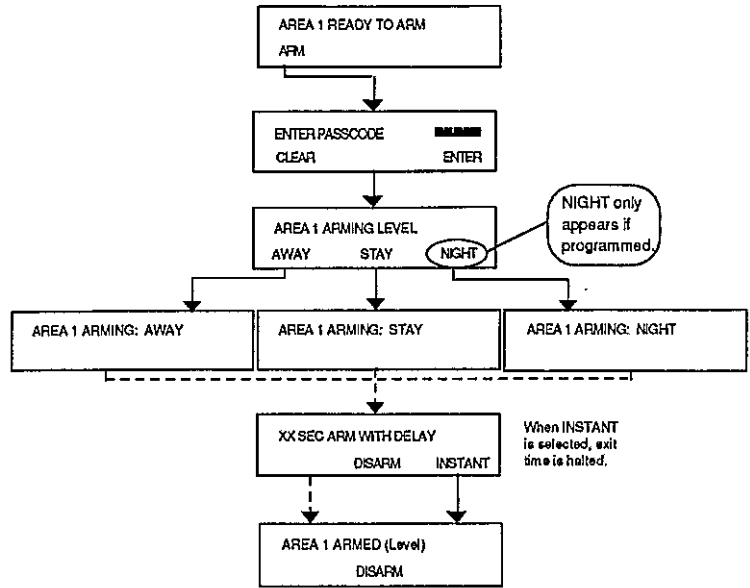 AREA 1 READY TO ARM
ARM
ENTER PASSCODE
CLEAR ENTER
AREA 1 ARMING LEVEL
AWAY STAY NIGHT
NIGHT only
appears if
programmed.
AREA 1 ARMING: AWAY
AREA 1 ARMING: STAY
AREA 1 ARMING: NIGHT
XX SEC ARM WITH DELAY
DISARM INSTANT
When INSTANT
is selected, exit
time is halted.
AREA 1 ARMED (Level)
DISARM